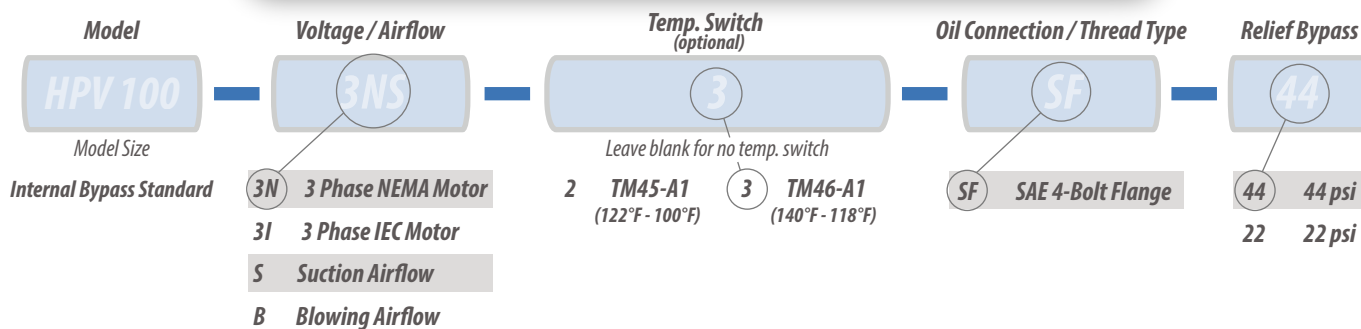 Model
Voltage / Airflow
Temp. Switch
(optional)
Oil Connection / Thread Type
Relief Bypass
HPV 100
3NS
3
SF
44
Model Size
Leave blank for no temp. switch
Internal Bypass Standard
3N 3 Phase NEMA Motor
2 TM45-A1 3 TM46-A1
(122°F - 100°F) (140°F - 118°F)
SF SAE 4-Bolt Flange
44 44 psi
3I 3 Phase IEC Motor
22 22 psi
S Suction Airflow
B Blowing Airflow